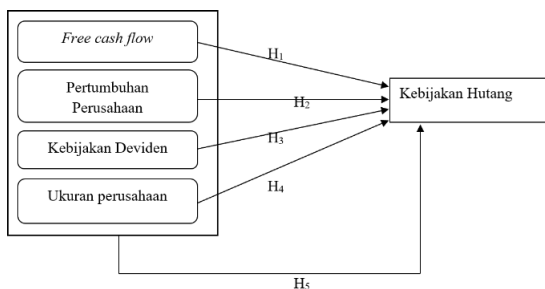 Free cash flow
H1
Pertumbuhan
Perusahaan
H2
Kebijakan Hutang
Kebijakan Deviden
H3
Ukuran perusahaan
H4
H5